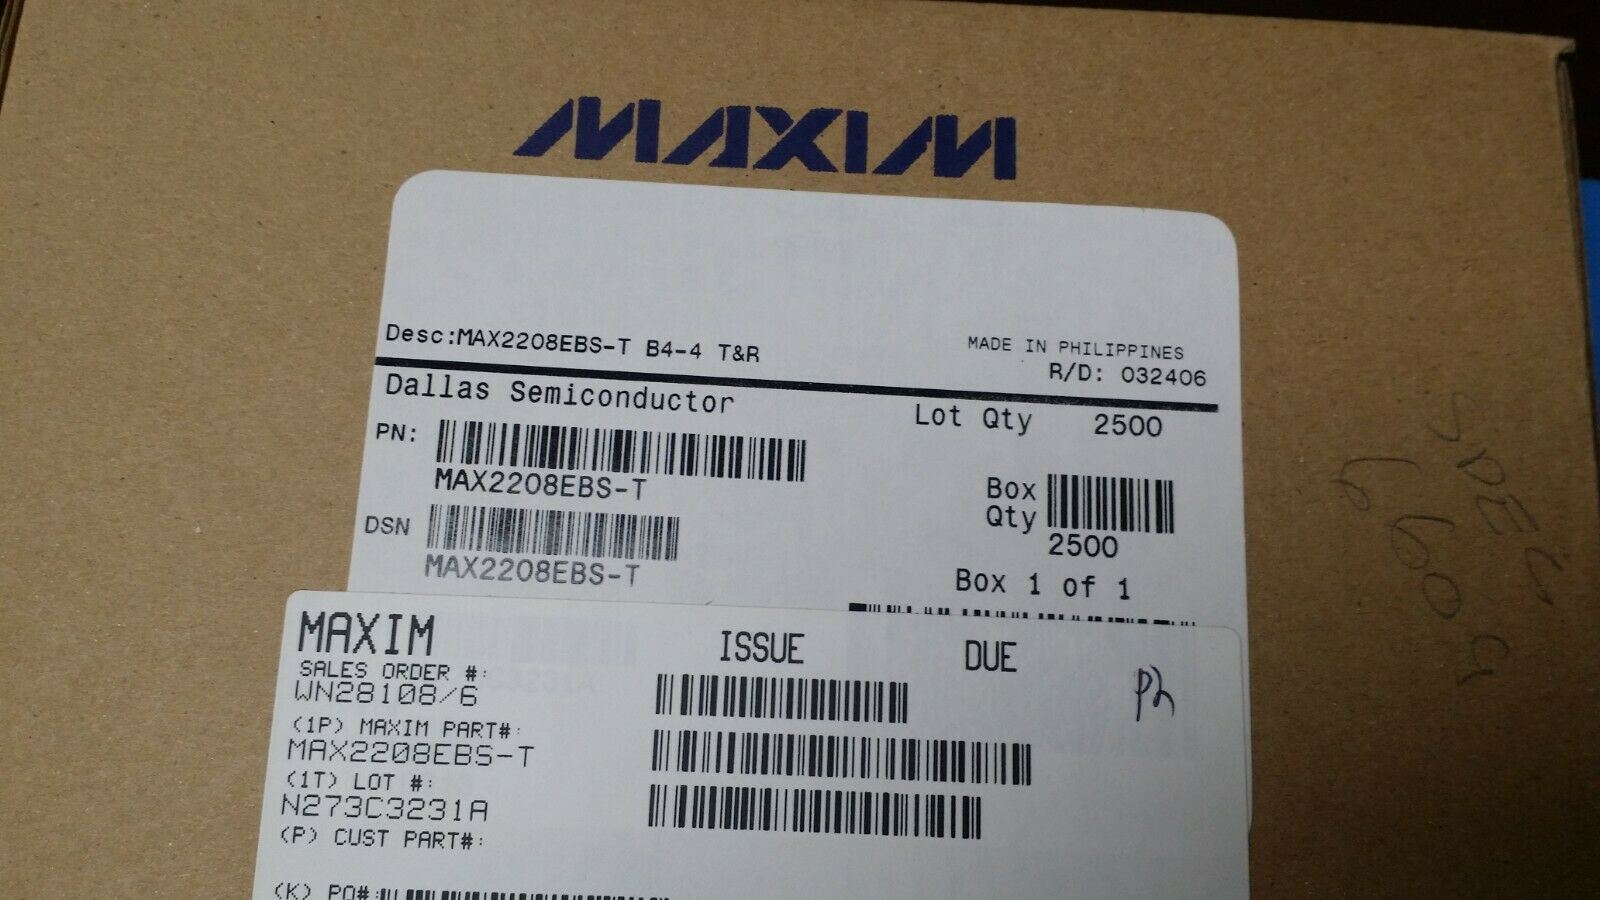 MAXIM
Desc:MAX2208EBS-T B4-4 T&R
MADE IN PHILIPPINES
R/D: 032406
Dallas Semiconductor
Lot Qty 2500
PN:
MAX2208EBS-T
Box Qty
2500
DSN
MAX2208EBS-T
Box 1 of 1
MAXIM
ISSUE
DUE
SALES ORDER #:
WN28108/6
(1P) MAXIM PART#:
MAX2208EBS-T
(1T) LOT #:
N273C3231A
(P) CUST PART#:
(K) PO#: